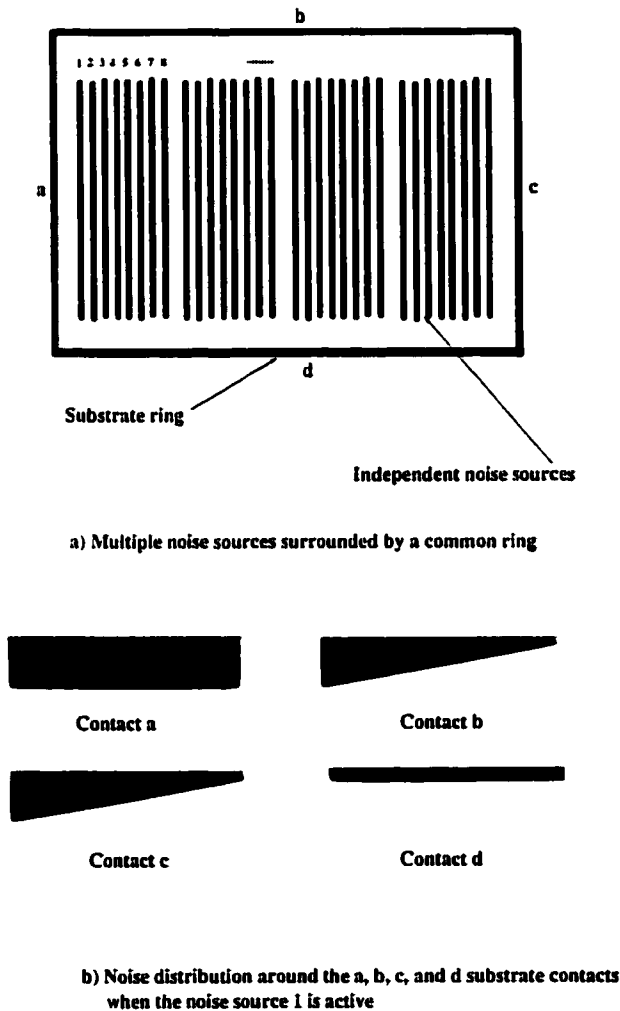 b
1 2 3 4 5 6 7 8 ........
a
c
d
Substrate ring
Independent noise sources
a) Multiple noise sources surrounded by a common ring
Contact a
Contact b
Contact c
Contact d
b) Noise distribution around the a, b, c, and d substrate contacts
when the noise source 1 is active